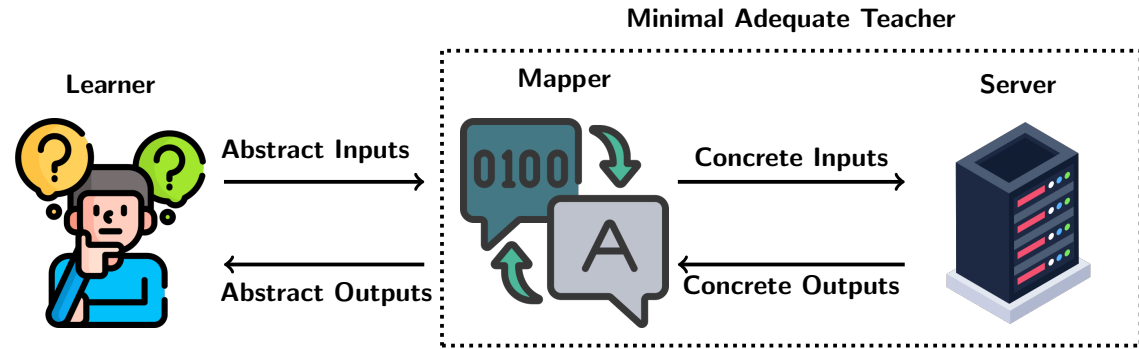 Minimal Adequate Teacher
Learner
Mapper
Server
Abstract Inputs
Concrete Inputs
?
?
0100
A
Abstract Outputs
Concrete Outputs